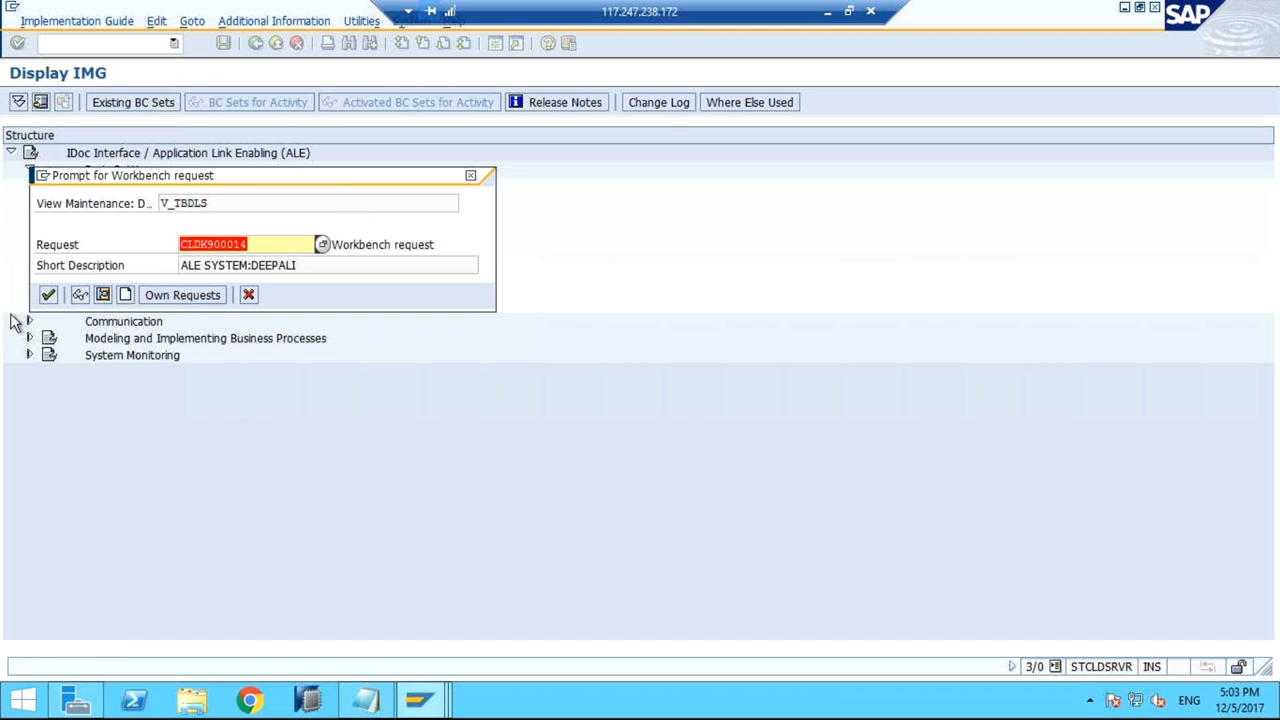 117.247.238.172
Implementation Guide Edit Goto Additional Information Utilities
SAP
Display IMG
Existing BC Sets BC Sets for Activity Activated BC Sets for Activity Release Notes Change Log Where Else Used
Structure
IDoc Interface / Application Link Enabling (ALE)
Prompt for Workbench request
View Maintenance: D... V_TBDLS
Request CLDK900014 Workbench request
Short Description ALE SYSTEM:DEEPALI
Own Requests
Communication
Modeling and Implementing Business Processes
System Monitoring
3/0 STCLDSRVR INS
ENG 5:03 PM
12/5/2017